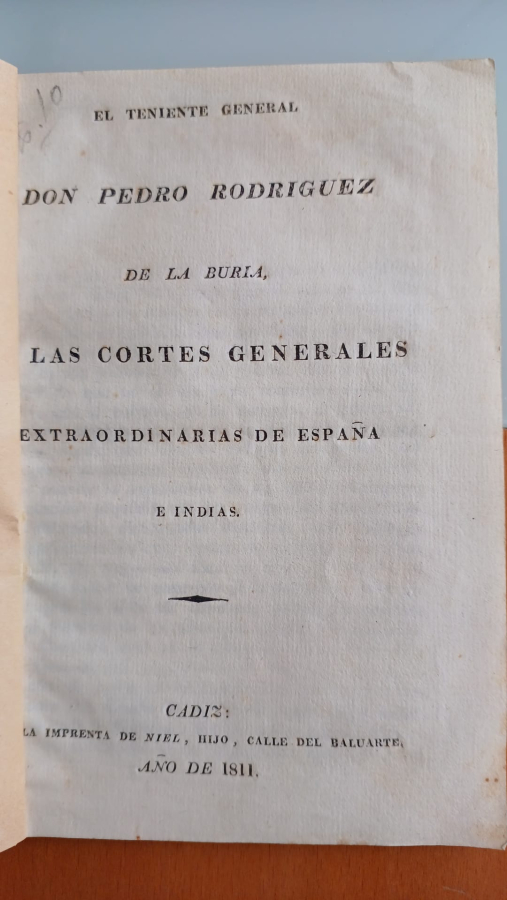 EL TENIENTE GENERAL
DON PEDRO RODRIGUEZ
DE LA BURIA,
LAS CORTES GENERALES
EXTRAORDINARIAS DE ESPAÑA
E INDIAS.
CADIZ:
LA IMPRENTA DE NIEL, HIJO, CALLE DEL BALUARTE,
AÑO DE 1811.